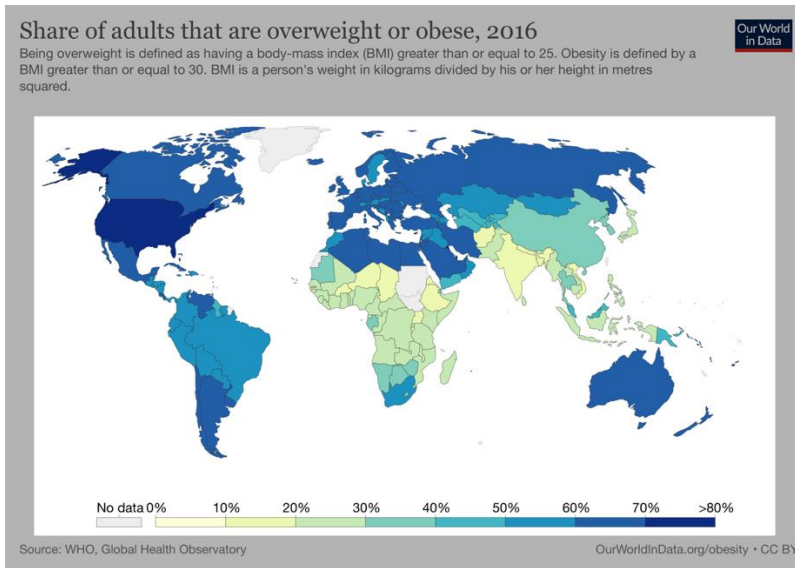 Share of adults that are overweight or obese, 2016
Our World
in Data
Being overweight is defined as having a body-mass index (BMI) greater than or equal to 25. Obesity is defined by a
BMI greater than or equal to 30. BMI is a person's weight in kilograms divided by his or her height in metres
squared.
No data 0% 10% 20% 30% 40% 50% 60% 70% >80%
Source: WHO, Global Health Observatory
OurWorldInData.org/obesity • CC BY